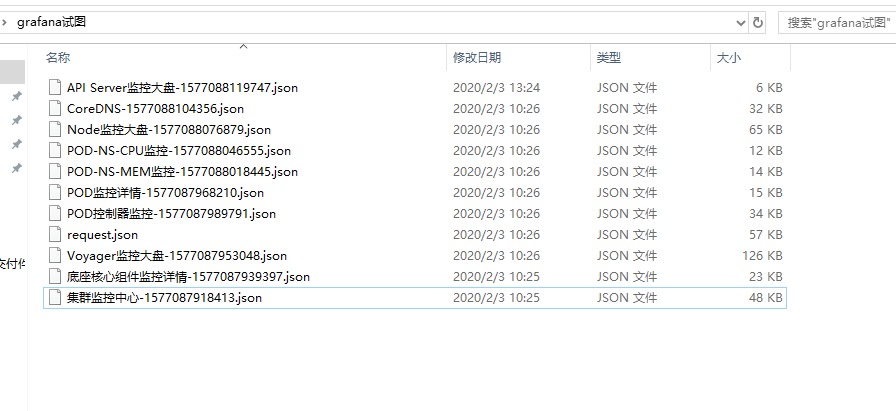 grafana试图
搜索"grafana试图"
名称 修改日期 类型 大小
API Server监控大盘-1577088119747.json 2020/2/3 13:24 JSON 文件 6 KB
CoreDNS-1577088104356.json 2020/2/3 10:26 JSON 文件 32 KB
Node监控大盘-1577088076879.json 2020/2/3 10:26 JSON 文件 65 KB
POD-NS-CPU监控-1577088046555.json 2020/2/3 10:26 JSON 文件 12 KB
POD-NS-MEM监控-1577088018445.json 2020/2/3 10:26 JSON 文件 14 KB
POD监控详情-1577087968210.json 2020/2/3 10:26 JSON 文件 15 KB
POD控制器监控-1577087989791.json 2020/2/3 10:26 JSON 文件 34 KB
request.json 2020/2/3 10:26 JSON 文件 57 KB
Voyager监控大盘-1577087953048.json 2020/2/3 10:26 JSON 文件 126 KB
交付件
底座核心组件监控详情-1577087939397.json 2020/2/3 10:25 JSON 文件 23 KB
集群监控中心-1577087918413.json 2020/2/3 10:25 JSON 文件 48 KB